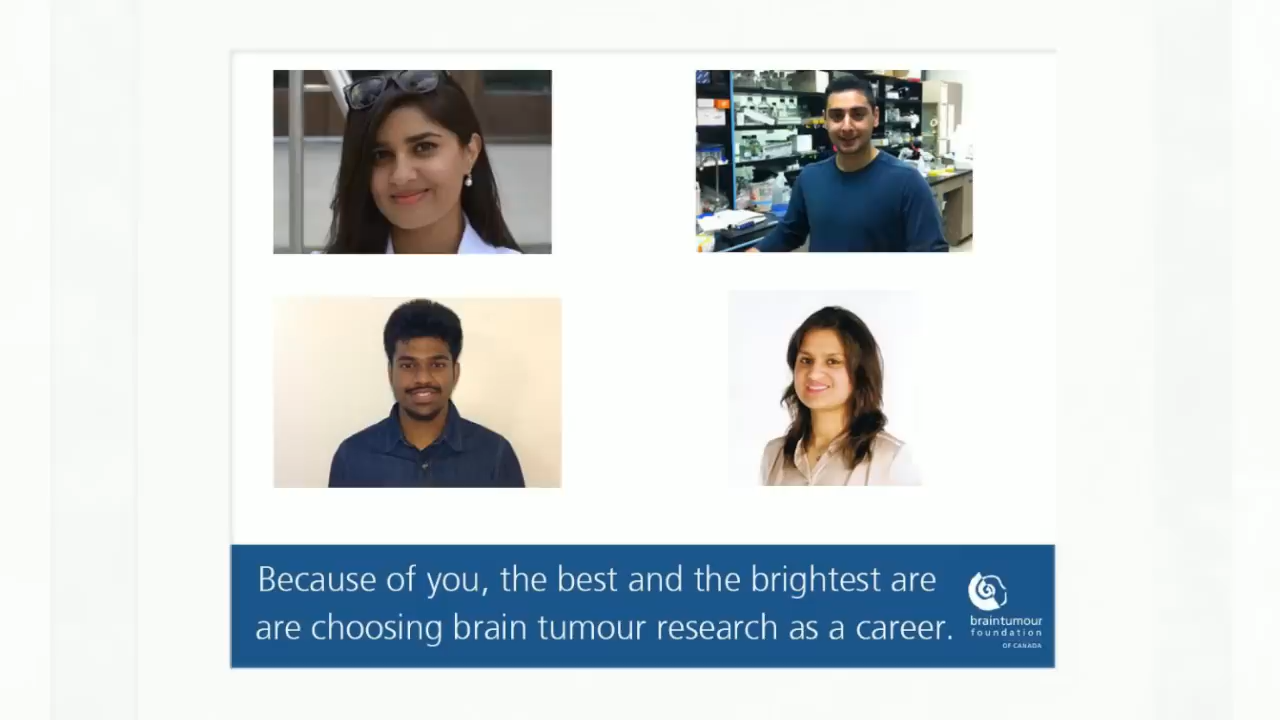 Because of you, the best and the brightest are
are choosing brain tumour research as a career.
braintumour
foundation
OF CANADA